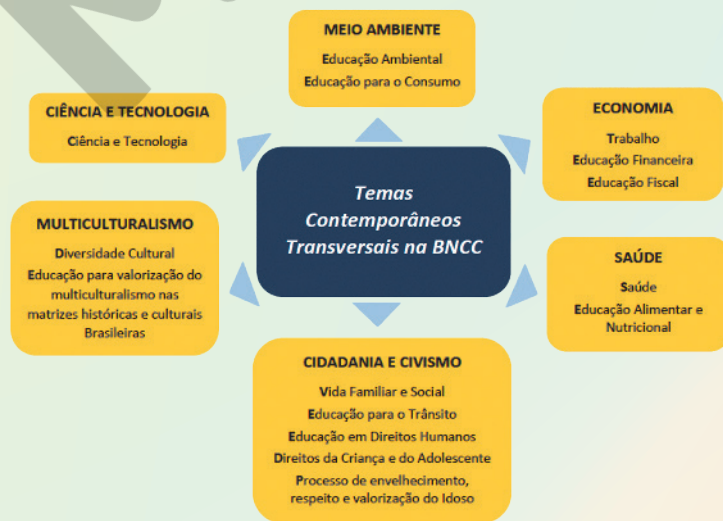 MEIO AMBIENTE
Educação Ambiental
Educação para o Consumo
CIÊNCIA E TECNOLOGIA
Ciência e Tecnologia
ECONOMIA
Trabalho
Educação Financeira
Educação Fiscal
Temas
Contemporâneos
Transversais na BNCC
MULTICULTURALISMO
Diversidade Cultural
Educação para valorização do
multiculturalismo nas
matrizes históricas e culturais
Brasileiras
SAÚDE
Saúde
Educação Alimentar e
Nutricional
CIDADANIA E CIVISMO
Vida Familiar e Social
Educação para o Trânsito
Educação em Direitos Humanos
Direitos da Criança e do Adolescente
Processo de envelhecimento,
respeito e valorização do Idoso